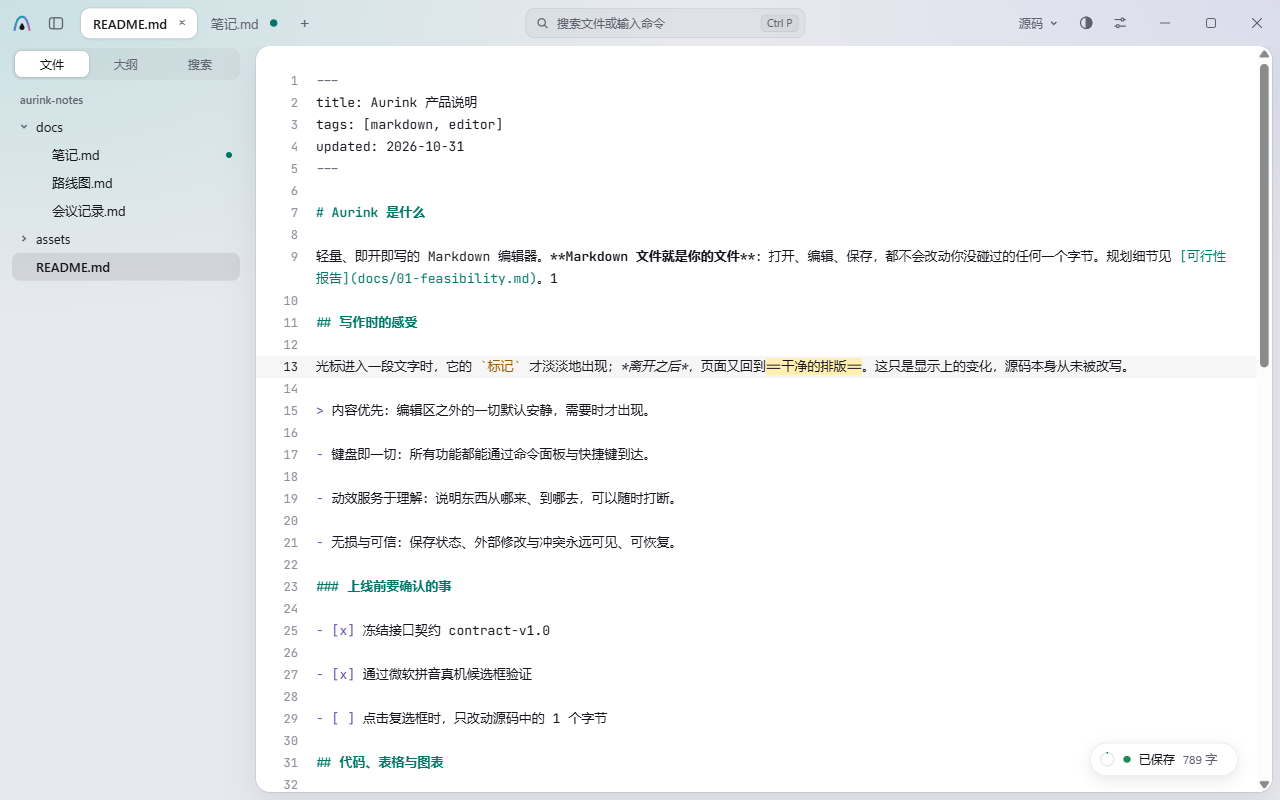 README.md ×
笔记.md
+
搜索文件或输入命令 Ctrl P
源码
文件 大纲 搜索
aurink-notes
docs
笔记.md
路线图.md
会议记录.md
assets
README.md
1 ---
2 title: Aurink 产品说明
3 tags: [markdown, editor]
4 updated: 2026-10-31
5 ---
6
7 # Aurink 是什么
8
9 轻量、即开即写的 Markdown 编辑器。**Markdown 文件就是你的文件**：打开、编辑、保存，都不会改动你没碰过的任何一个字节。规划细节见 [可行性
报告](docs/01-feasibility.md)。1
10
11 ## 写作时的感受
12
13 光标进入一段文字时，它的 `标记` 才淡淡地出现；*离开之后*，页面又回到==干净的排版==。这只是显示上的变化，源码本身从未被改写。
14
15 > 内容优先：编辑区之外的一切默认安静，需要时才出现。
16
17 - 键盘即一切：所有功能都能通过命令面板与快捷键到达。
18
19 - 动效服务于理解：说明东西从哪来、到哪去，可以随时打断。
20
21 - 无损与可信：保存状态、外部修改与冲突永远可见、可恢复。
22
23 ### 上线前要确认的事
24
25 - [x] 冻结接口契约 contract-v1.0
26
27 - [x] 通过微软拼音真机候选框验证
28
29 - [ ] 点击复选框时，只改动源码中的 1 个字节
30
31 ## 代码、表格与图表
32
已保存 789 字